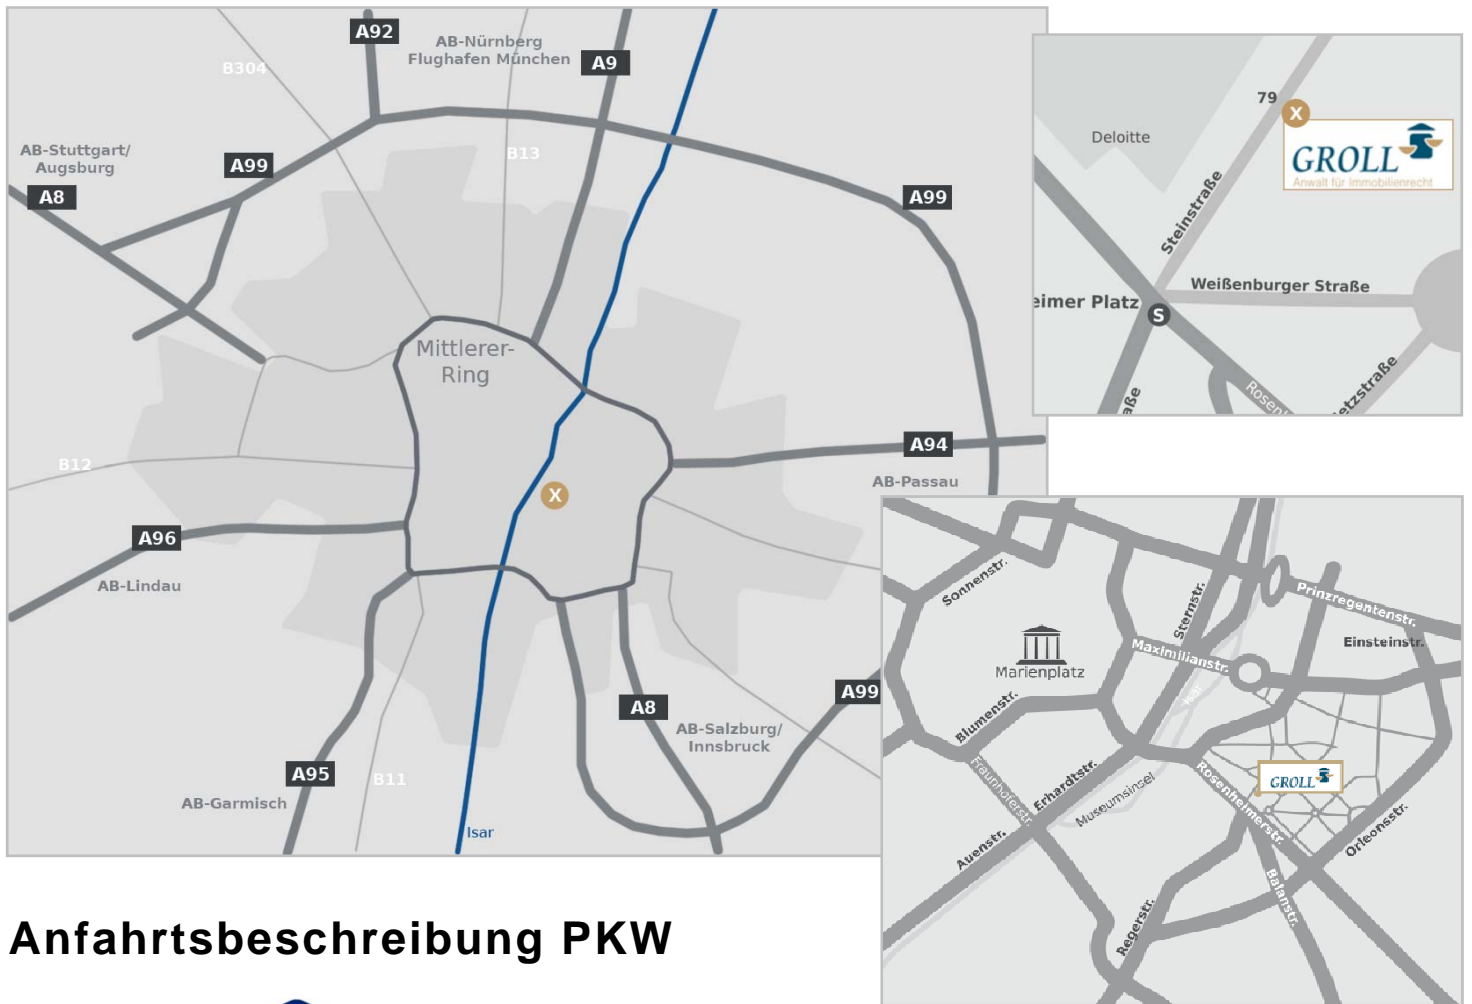 A92
AB-Nürnberg
Flughafen München
A9
B304
B13
AB-Stuttgart/
Augsburg
A8
A99
A99
Mittlerer-
Ring
B12
A94
AB-Passau
X
A96
AB-Lindau
A99
A8
AB-Salzburg/
Innsbruck
A95
AB-Garmisch
B11
Isar
79
X
Deloitte
GROLL
Anwalt für Immobilienrecht
Steinstraße
Weißenburger Straße
eimer Platz
S
aße
Rosenh
etzstraße
Sonnenstr.
Sternstr.
Prinzregentenstr.
Einsteinstr.
Maximilianstr.
Marienplatz
Isar
Blumenstr.
Fraunhoferstr.
Erhardtstr.
Museumsinsel
Rosenheimerstr.
GROLL
Auenstr.
Orleonsstr.
Balanstr.
Regerstr.
Anfahrtsbeschreibung PKW